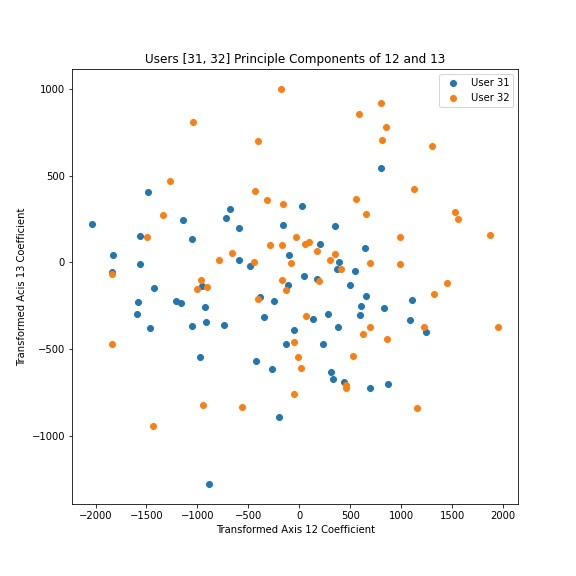 Users [31, 32] Principle Components of 12 and 13
User 31
User 32
1000
500
0
−500
−1000
Transformed Acis 13 Coefficient
−2000 −1500 −1000 −500 0 500 1000 1500 2000
Transformed Axis 12 Coefficient